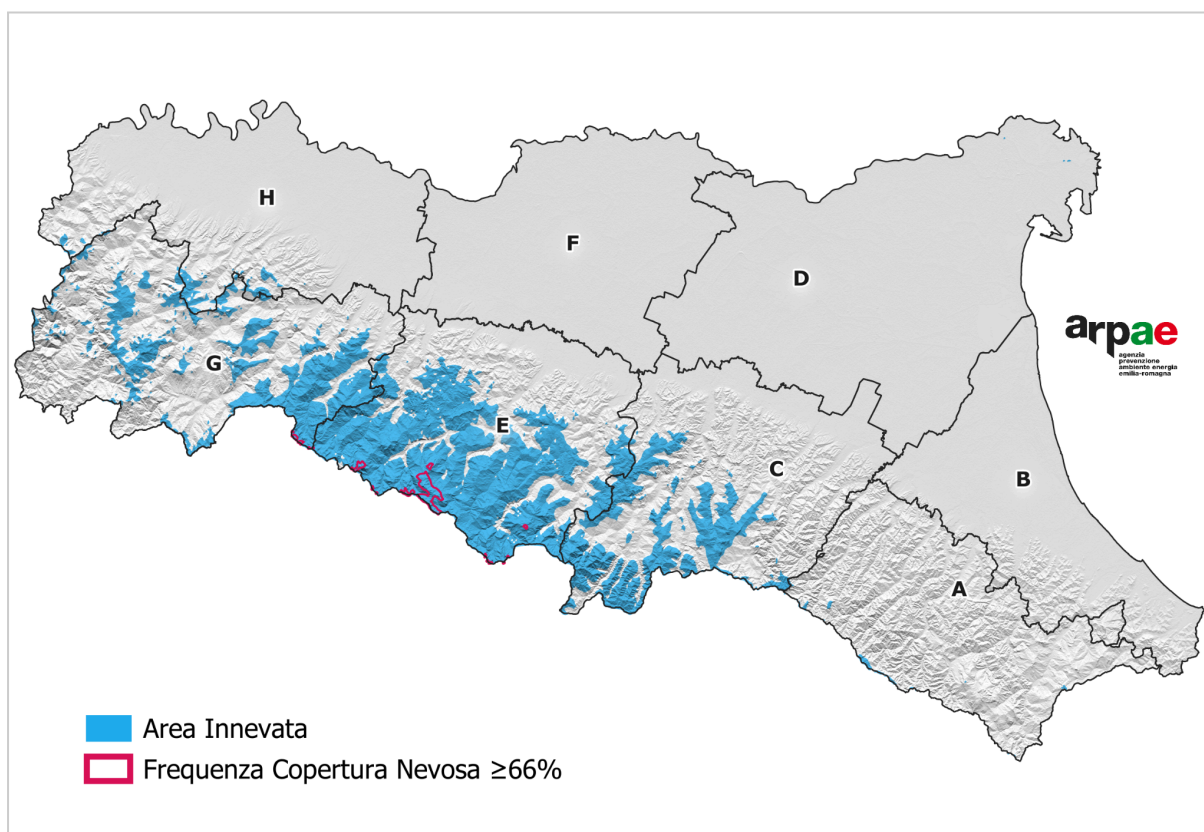 H
F
D
G
E
C
B
A
arpae
agenzia
prevenzione
ambiente energia
emilia-romagna
Area Innevata
Frequenza Copertura Nevosa ≥66%